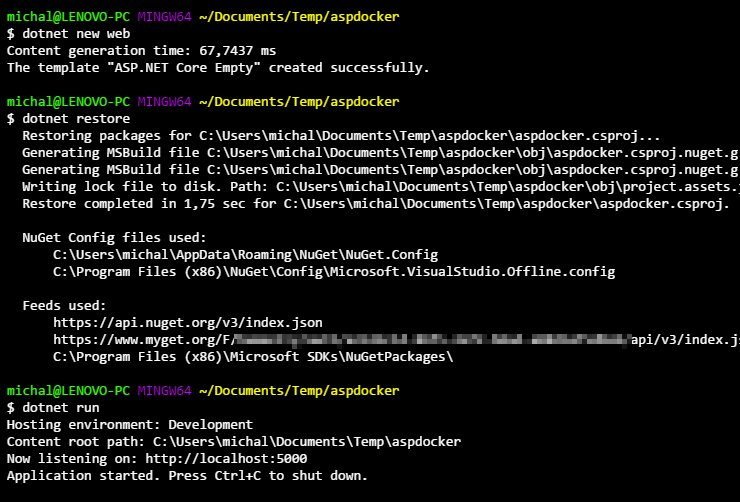 michal@LENOVO-PC MINGW64 ~/Documents/Temp/aspdocker
$ dotnet new web
Content generation time: 67,7437 ms
The template "ASP.NET Core Empty" created successfully.
michal@LENOVO-PC MINGW64 ~/Documents/Temp/aspdocker
$ dotnet restore
Restoring packages for C:\Users\michal\Documents\Temp\aspdocker\aspdocker.csproj...
Generating MSBuild file C:\Users\michal\Documents\Temp\aspdocker\obj\aspdocker.csproj.nuget.g
Generating MSBuild file C:\Users\michal\Documents\Temp\aspdocker\obj\aspdocker.csproj.nuget.g
Writing lock file to disk. Path: C:\Users\michal\Documents\Temp\aspdocker\obj\project.assets.j
Restore completed in 1,75 sec for C:\Users\michal\Documents\Temp\aspdocker\aspdocker.csproj.
NuGet Config files used:
C:\Users\michal\AppData\Roaming\NuGet\NuGet.Config
C:\Program Files (x86)\NuGet\Config\Microsoft.VisualStudio.Offline.config
Feeds used:
https://api.nuget.org/v3/index.json
https://www.myget.org/F/ api/v3/index.js
C:\Program Files (x86)\Microsoft SDKs\NuGetPackages\
michal@LENOVO-PC MINGW64 ~/Documents/Temp/aspdocker
$ dotnet run
Hosting environment: Development
Content root path: C:\Users\michal\Documents\Temp\aspdocker
Now listening on: http://localhost:5000
Application started. Press Ctrl+C to shut down.